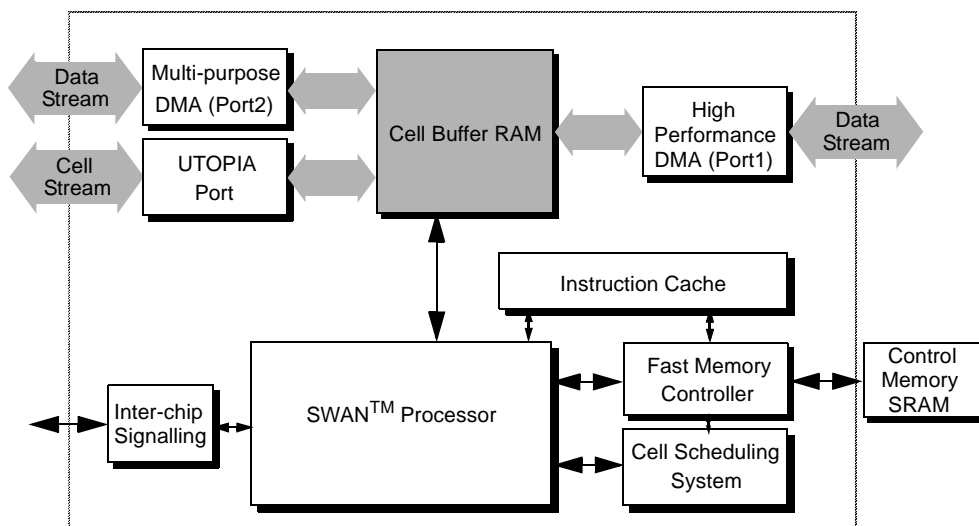 Data
Stream
Multi-purpose
DMA (Port2)
Cell Buffer RAM
High
Performance
DMA (Port1)
Data
Stream
Cell
Stream
UTOPIA
Port
Instruction Cache
Fast Memory
Controller
Control
Memory
SRAM
Inter-chip
Signalling
SWAN™ Processor
Cell Scheduling
System